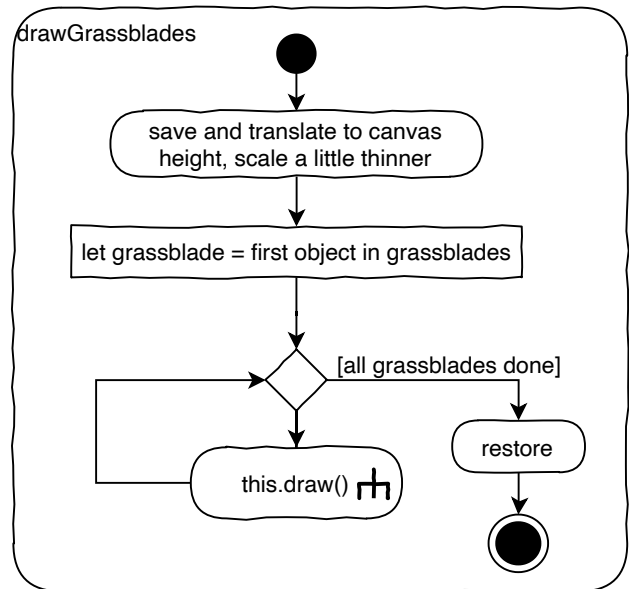 drawGrassblades
save and translate to canvas
height, scale a little thinner
let grassblade = first object in grassblades
[all grassblades done]
restore
this.draw()